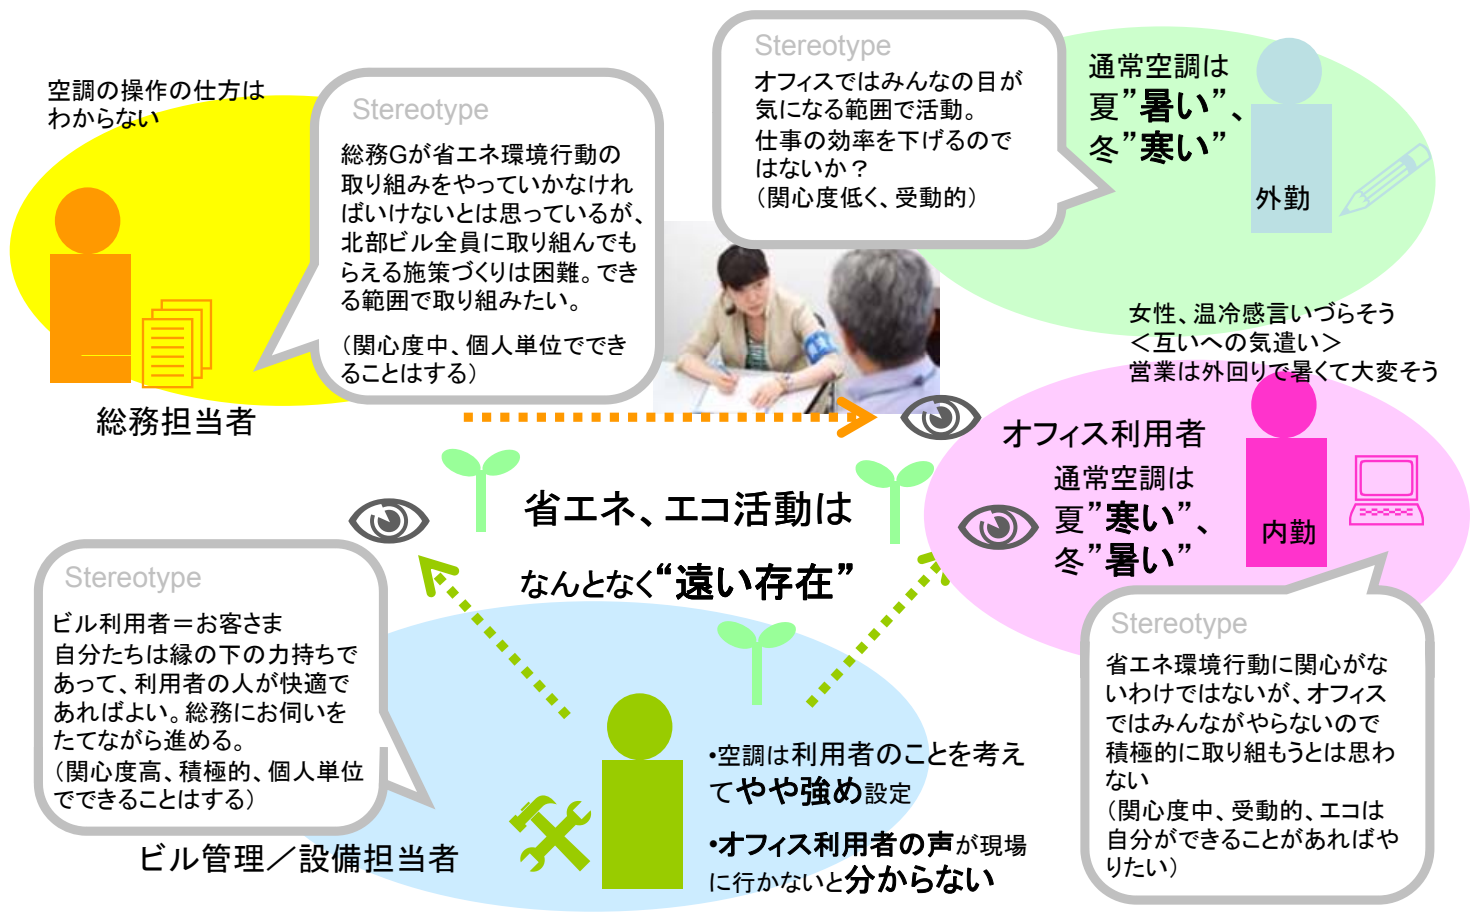 空調の操作の仕方は
わからない
Stereotype
総務Gが省エネ環境行動の
取り組みをやっていかなけれ
ばいけないとは思っているが、
北部ビル全員に取り組んでも
らえる施策づくりは困難。でき
る範囲で取り組みたい。
（関心度中、個人単位ででき
ることはする）
総務担当者
Stereotype
オフィスではみんなの目が
気になる範囲で活動。
仕事の効率を下げるので
はないか？
（関心度低く、受動的）
通常空調は
夏”暑い”、
冬”寒い”
外勤
女性、温冷感言いづらそう
＜互いへの気遣い＞
営業は外回りで暑くて大変そう
オフィス利用者
通常空調は
夏”寒い”、
冬”暑い”
内勤
省エネ、エコ活動は
なんとなく“遠い存在”
Stereotype
ビル利用者＝お客さま
自分たちは縁の下の力持ちで
あって、利用者の人が快適で
あればよい。総務にお伺いを
たてながら進める。
（関心度高、積極的、個人単位
でできることはする）
ビル管理／設備担当者
•空調は利用者のことを考え
てやや強め設定
•オフィス利用者の声が現場
に行かないと分からない
Stereotype
省エネ環境行動に関心がな
いわけではないが、オフィス
ではみんながやらないので
積極的に取り組もうとは思わ
ない
（関心度中、受動的、エコは
自分ができることがあればや
りたい）